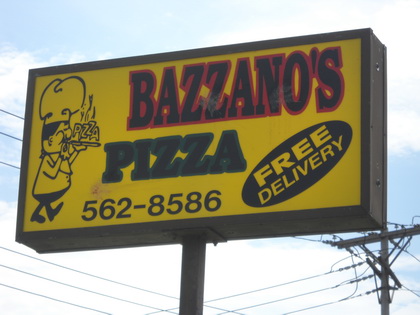 BAZZANO'S
PIZZA
PIZZA
562-8586
FREE
DELIVERY